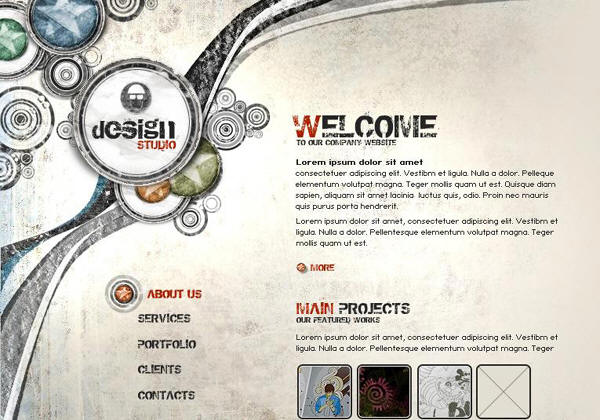 design
STUDIO
WELCOME
TO OUR COMPANY WEBSITE
Lorem ipsum dolor sit amet
consectetuer adipiscing elit. Vestibm et ligula. Nulla a dolor. Pelleque
elementum volutpat magna. Teger mollis quam ut est. Quisque diam
sapien, aliquam sit amet lacinia luctus quis, odio. Proin nec mauris
quis purus porta hendrerit.
Lorem ipsum dolor sit amet, consectetuer adipiscing elit. Vestibm et
ligula. Nulla a dolor. Pellentesque elementum volutpat magna. Teger
mollis quam ut est.
MORE
ABOUT US
SERVICES
PORTFOLIO
CLIENTS
CONTACTS
MAIN PROJECTS
OUR FEATURED WORKS
Lorem ipsum dolor sit amet, consectetuer adipiscing elit. Vestibm et
ligula. Nulla a dolor. Pellentesque elementum volutpat magna. Teger